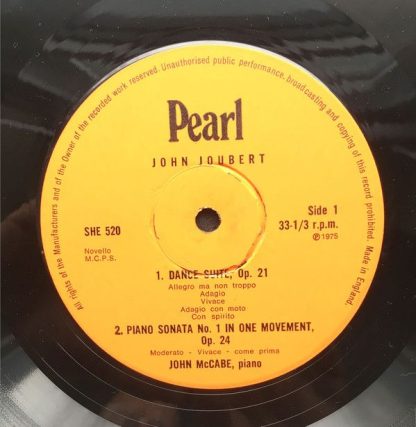 All rights of the Manufacturers and of the Owner of the recorded work reserved. Unauthorised public performance, broadcasting and copying of this record prohibited. Made in England.
Pearl
JOHN JOUBERT
SHE 520
Side 1
33-1/3 r.p.m.
℗ 1975
Novello
M.C.P.S.
1. DANCE SUITE, Op. 21
Allegro ma non troppo
Adagio
Vivace
Adagio con moto
Con spirito
2. PIANO SONATA No. 1 IN ONE MOVEMENT,
Op. 24
Moderato - Vivace - come prima
JOHN McCABE, piano